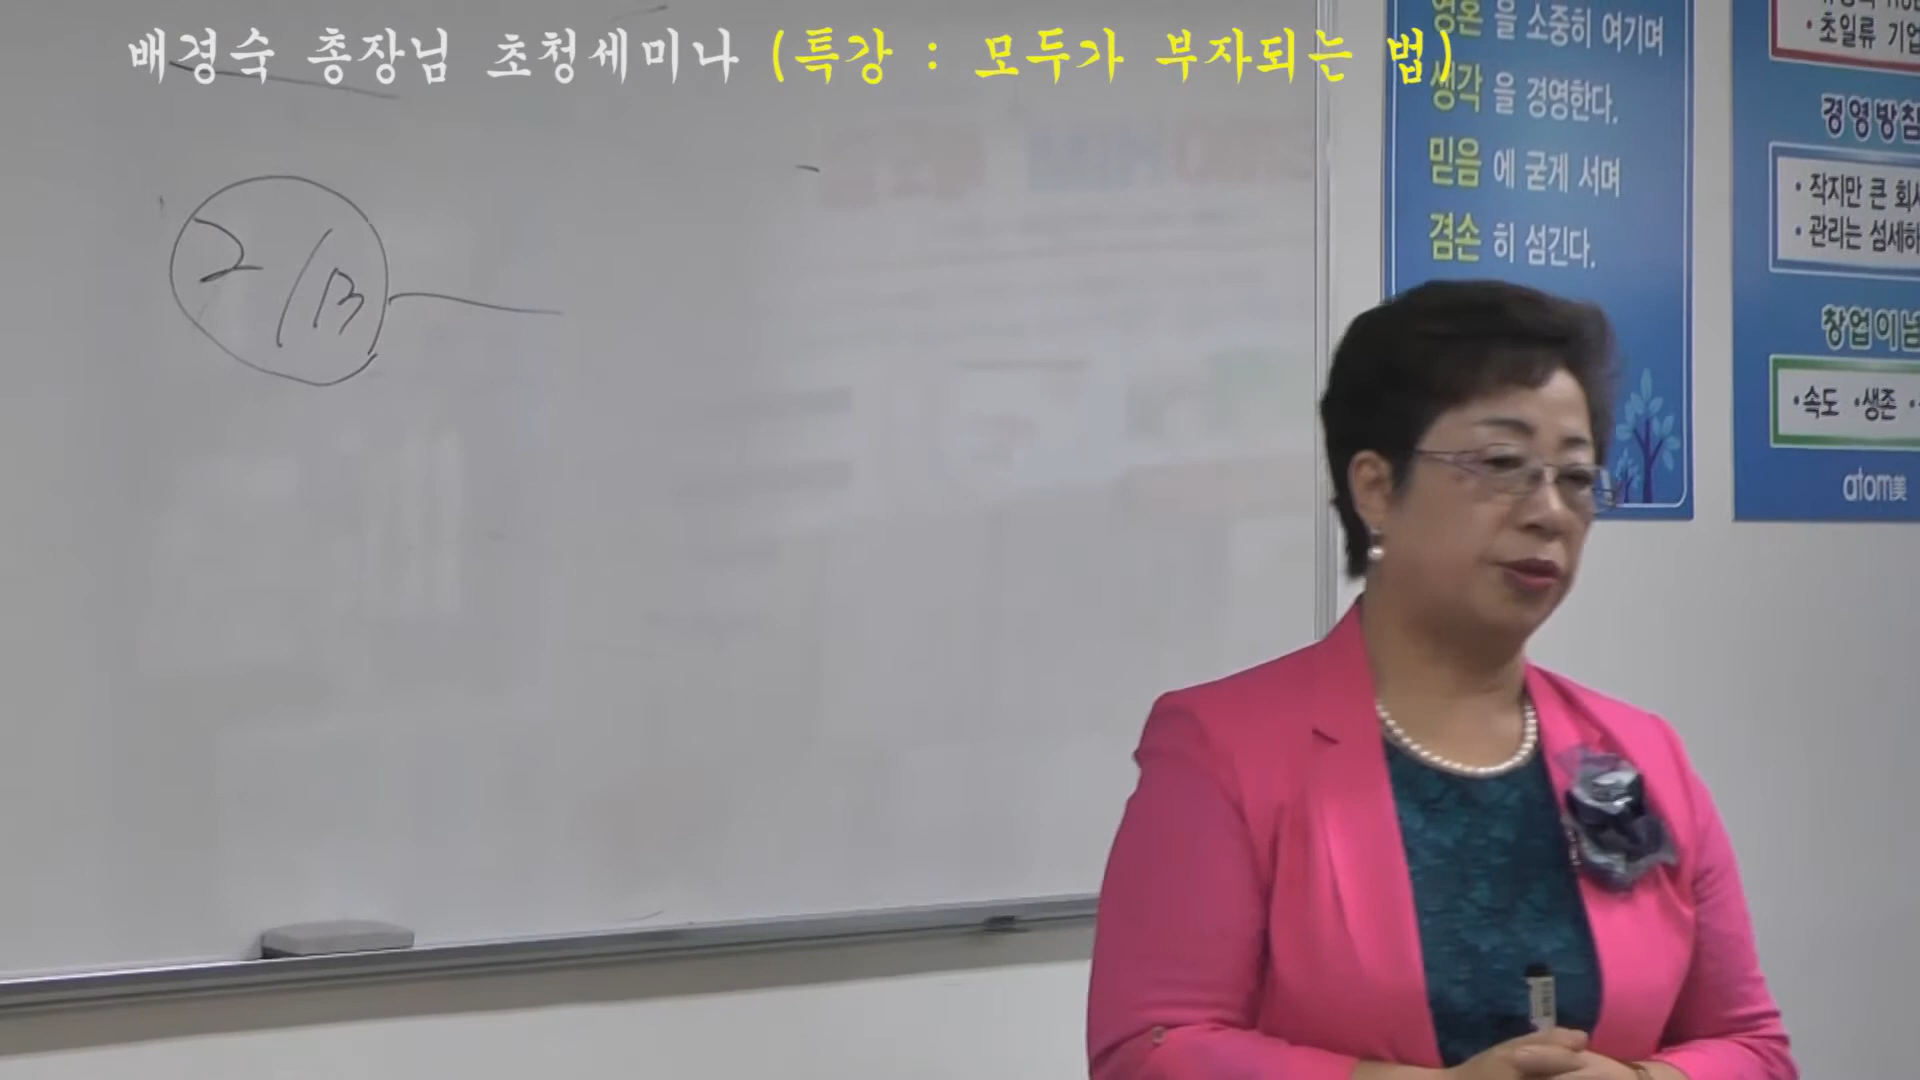 배경숙 총장님 초청세미나 (특강 : 모두가 부자되는 법)
영혼 을 소중히 여기며
생각 을 경영한다.
믿음 에 굳게 서며
겸손 히 섬긴다.
• 초일류 기업
경영방침
• 작지만 큰 회사
• 관리는 섬세하
창업이념
• 속도 • 생존 •
atom美
2/13